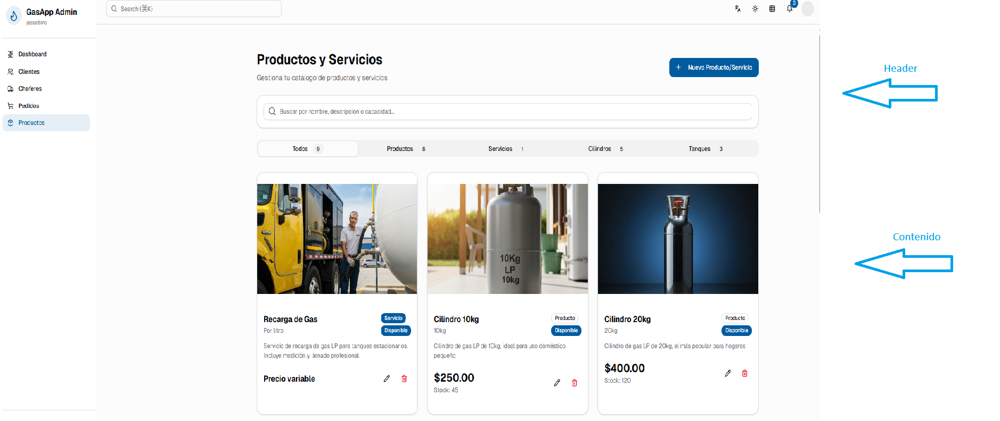 GasApp Admin
jessetimo
Search (⌘K)
3
Dashboard
Clientes
Choferes
Pedidos
Productos
Productos y Servicios
Gestiona tu catálogo de productos y servicios
+ Nuevo Producto/Servicio
Header
Buscar por nombre, descripción o capacidad...
Todos 9
Productos 8
Servicios 1
Cilindros 5
Tanques 3
Contenido
10Kg
LP
10kg
Recarga de Gas
Servicio
Por litro
Disponible
Servicio de recarga de gas LP para tanques estacionarios.
Incluye medición y llenado profesional.
Precio variable
Cilindro 10kg
Producto
10kg
Disponible
Cilindro de gas LP de 10kg, ideal para uso doméstico
pequeño
$250.00
Stock: 45
Cilindro 20kg
Producto
20kg
Disponible
Cilindro de gas LP de 20kg, el más popular para hogares
$400.00
Stock: 120